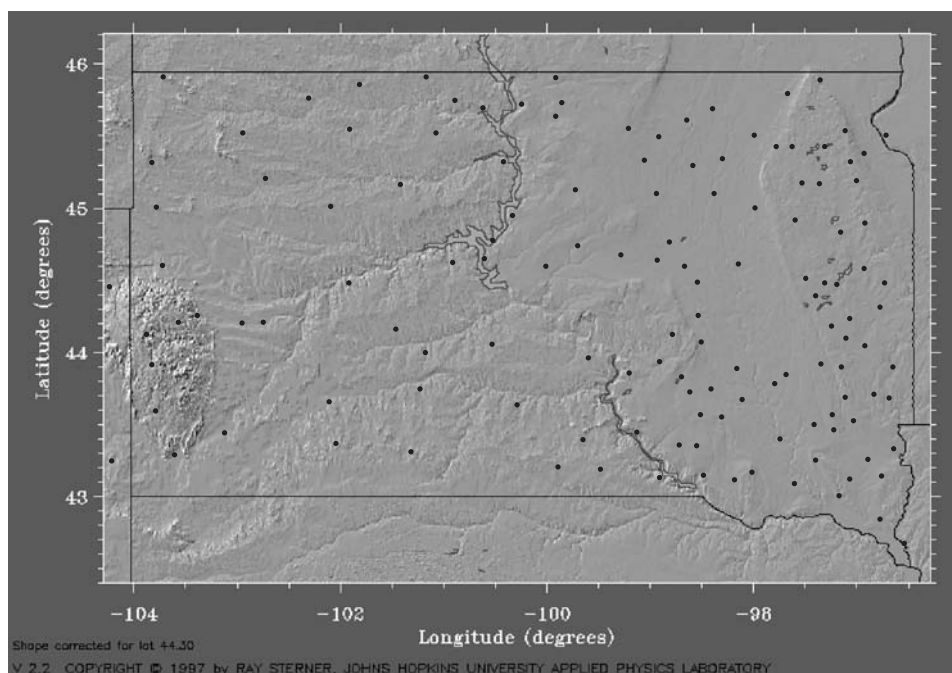 46
45
44
43
Latitude (degrees)
-104
-102
-100
-98
Longitude (degrees)
Shape corrected for lat 44.30
V 2.2 COPYRIGHT © 1997 by RAY STERNER, JOHNS HOPKINS UNIVERSITY APPLIED PHYSICS LABORATORY